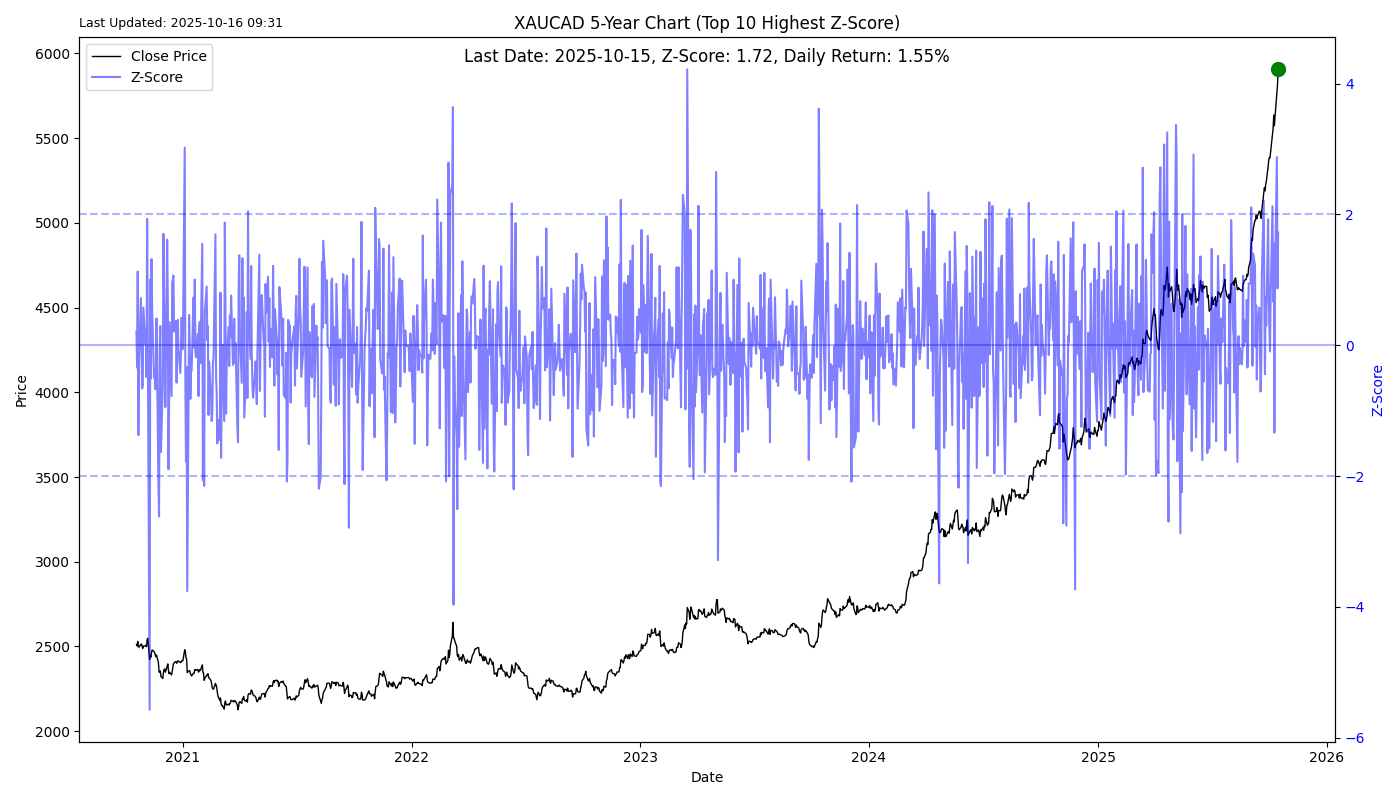 Last Updated: 2025-10-16 09:31
XAUCAD 5-Year Chart (Top 10 Highest Z-Score)
Last Date: 2025-10-15, Z-Score: 1.72, Daily Return: 1.55%
Close Price
Z-Score
6000
5500
5000
4500
4000
3500
3000
2500
2000
Price
4
2
0
−2
−4
−6
Z-Score
2021
2022
2023
2024
2025
2026
Date